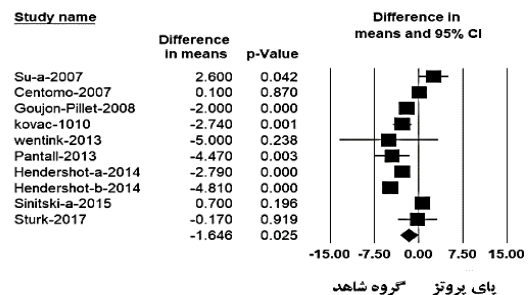 Study name
Difference in means and 95% CI
Difference in means p-Value
Su-a-2007 2.600 0.042
Centomo-2007 0.100 0.870
Goujon-Pillet-2008 -2.000 0.000
kovac-1010 -2.740 0.001
wentink-2013 -5.000 0.238
Pantall-2013 -4.470 0.003
Hendershot-a-2014 -2.790 0.000
Hendershot-b-2014 -4.810 0.000
Sinitski-a-2015 0.700 0.196
Sturk-2017 -0.170 0.919
-1.646 0.025
-15.00 -7.50 0.00 7.50 15.00
گروه شاهد پای پروتز